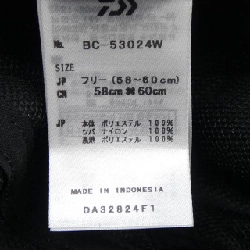 No. BC-53024W
SIZE
JP フリー(58~60cm)
CN 58cm 60cm
JP 本体 ポリエステル 100%
ツバ ナイロン 100%
裏地 ポリエステル 100%
MADE IN INDONESIA
DA32824F1